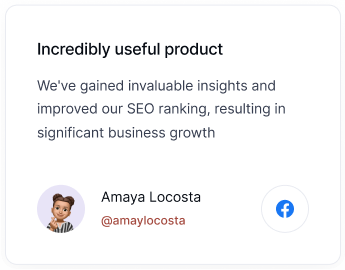 Incredibly useful product
We've gained invaluable insights and
improved our SEO ranking, resulting in
significant business growth
Amaya Locosta
@amaylocosta